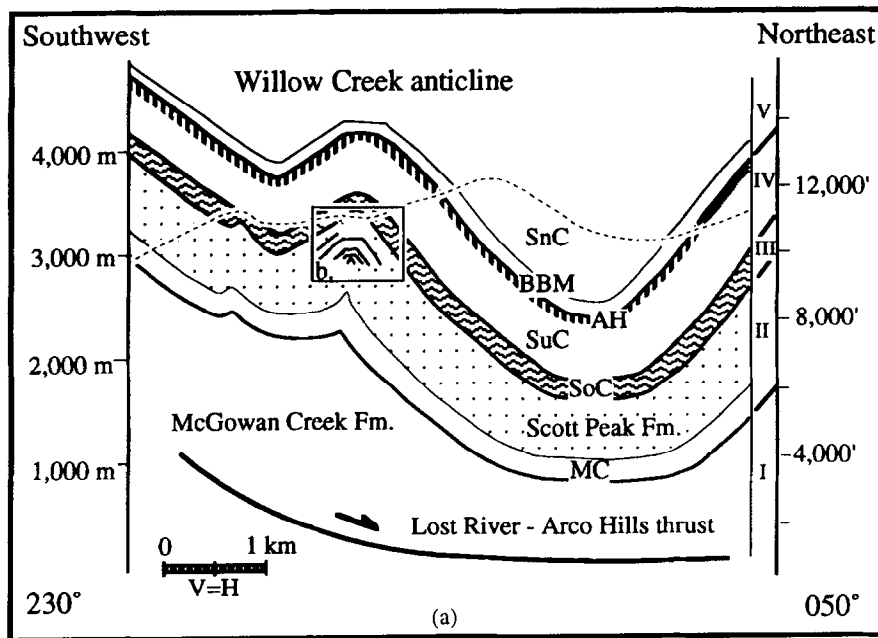 Southwest
Northeast
Willow Creek anticline
V
4,000 m
IV
12,000'
SnC
3,000 m
III
b.
BBM
AH
8,000'
SuC
II
2,000 m
SoC
McGowan Creek Fm.
Scott Peak Fm.
4,000'
1,000 m
MC
I
Lost River - Arco Hills thrust
0 1 km
V=H
230°
(a)
050°